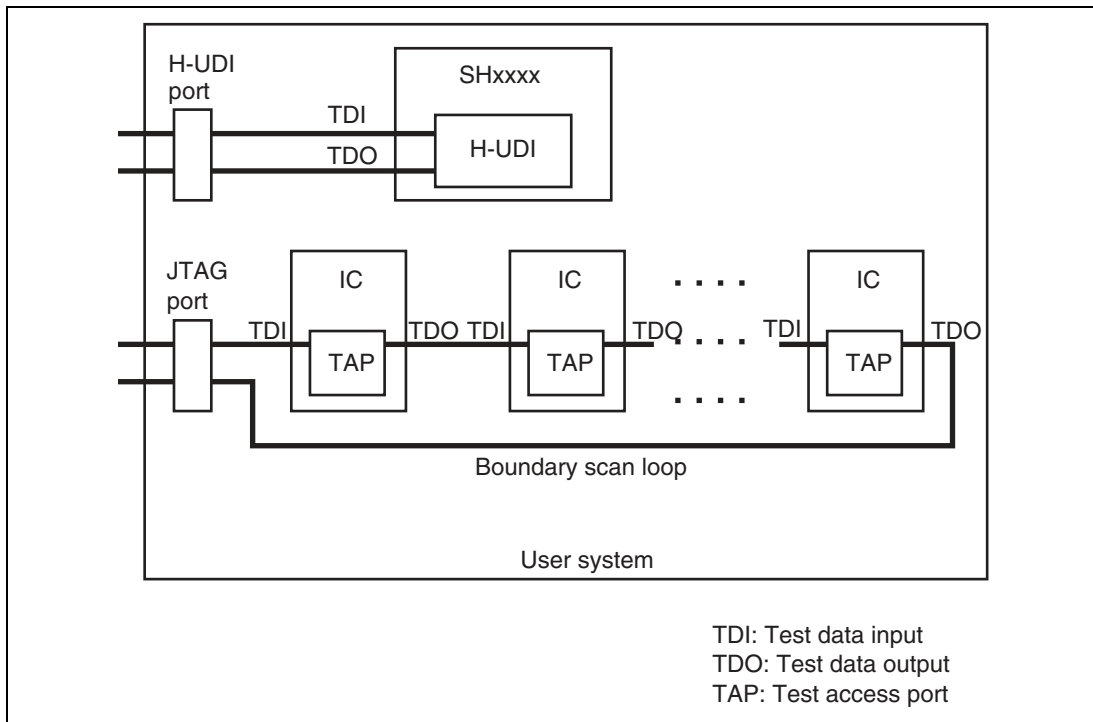 H-UDI
port
SHxxxx
TDI
H-UDI
TDO
JTAG
port
IC
IC
. . . .
IC
TDI
TDO
TDI
TDO
. . . .
TDI
TDO
TAP
TAP
TAP
. . . .
Boundary scan loop
User system
TDI: Test data input
TDO: Test data output
TAP: Test access port